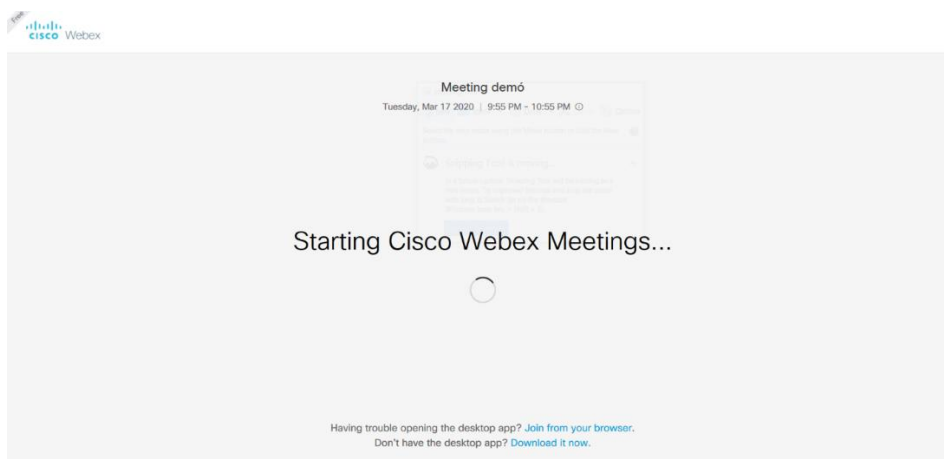 Free
CISCO Webex
Meeting demó
Tuesday, Mar 17 2020 | 9:55 PM - 10:55 PM
Starting Cisco Webex Meetings...
Having trouble opening the desktop app? Join from your browser.
Don't have the desktop app? Download it now.